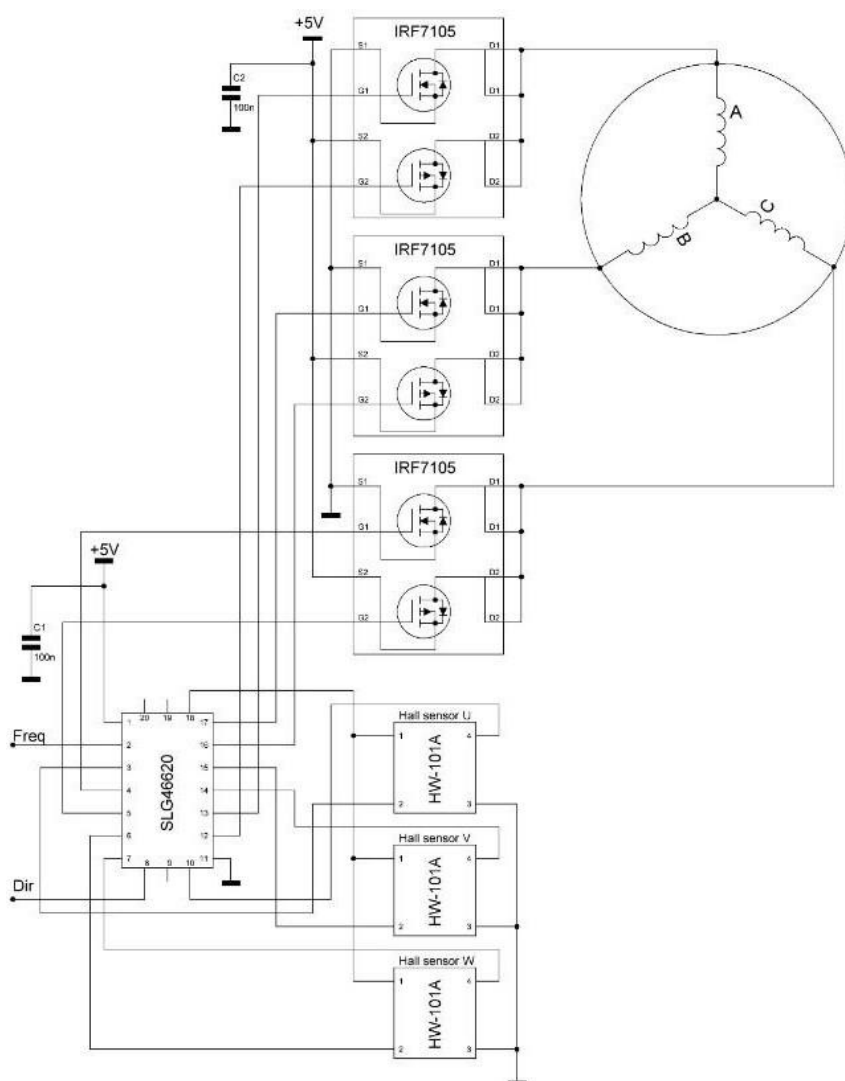 +5V
C2
100n
IRF7105
S1
D1
G1
D1
S2
D2
G2
D2
A
B
C
IRF7105
S1
D1
G1
D1
S2
D2
G2
D2
IRF7105
S1
D1
G1
D1
S2
D2
G2
D2
+5V
C1
100n
20 19 18
1 17
Freq
2 16
3 15
4 14
5 13
6 12
7 11
8 9 10
SLG46620
Dir
Hall sensor U
1 4
HW-101A
2 3
Hall sensor V
1 4
HW-101A
2 3
Hall sensor W
1 4
HW-101A
2 3